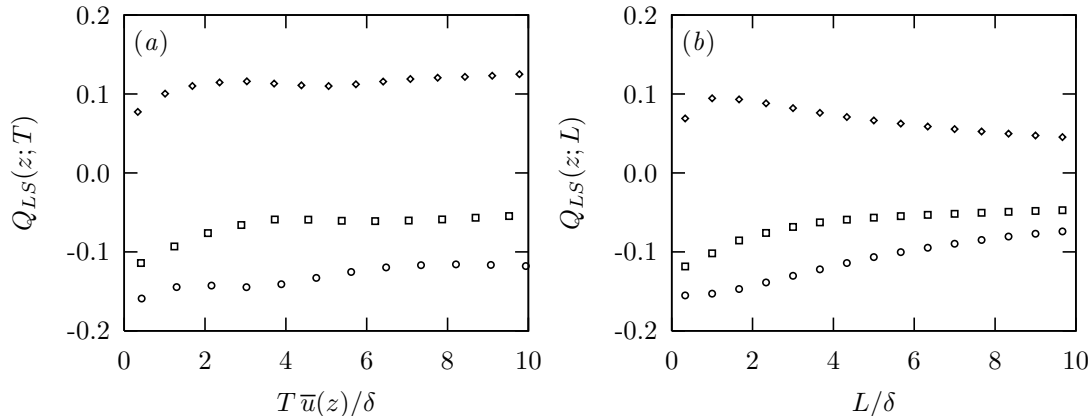 0.2
0.1
0.0
-0.1
-0.2
Q_{LS}(z;T)
(a)
0 2 4 6 8 10
T \overline{u}(z)/δ
0.2
0.1
0.0
-0.1
-0.2
Q_{LS}(z;L)
(b)
0 2 4 6 8 10
L/δ